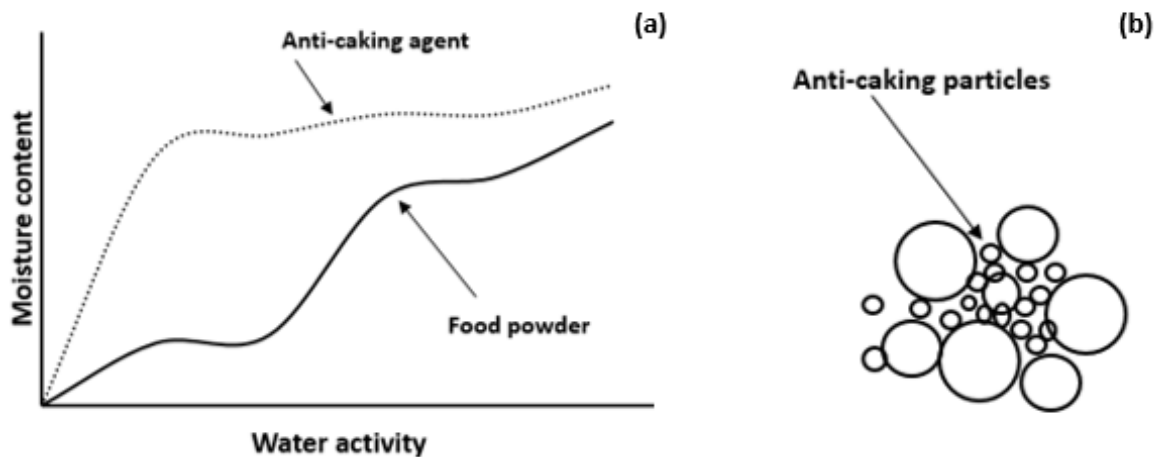 (a)
Anti-caking agent
Moisture content
Food powder
Water activity
(b)
Anti-caking particles